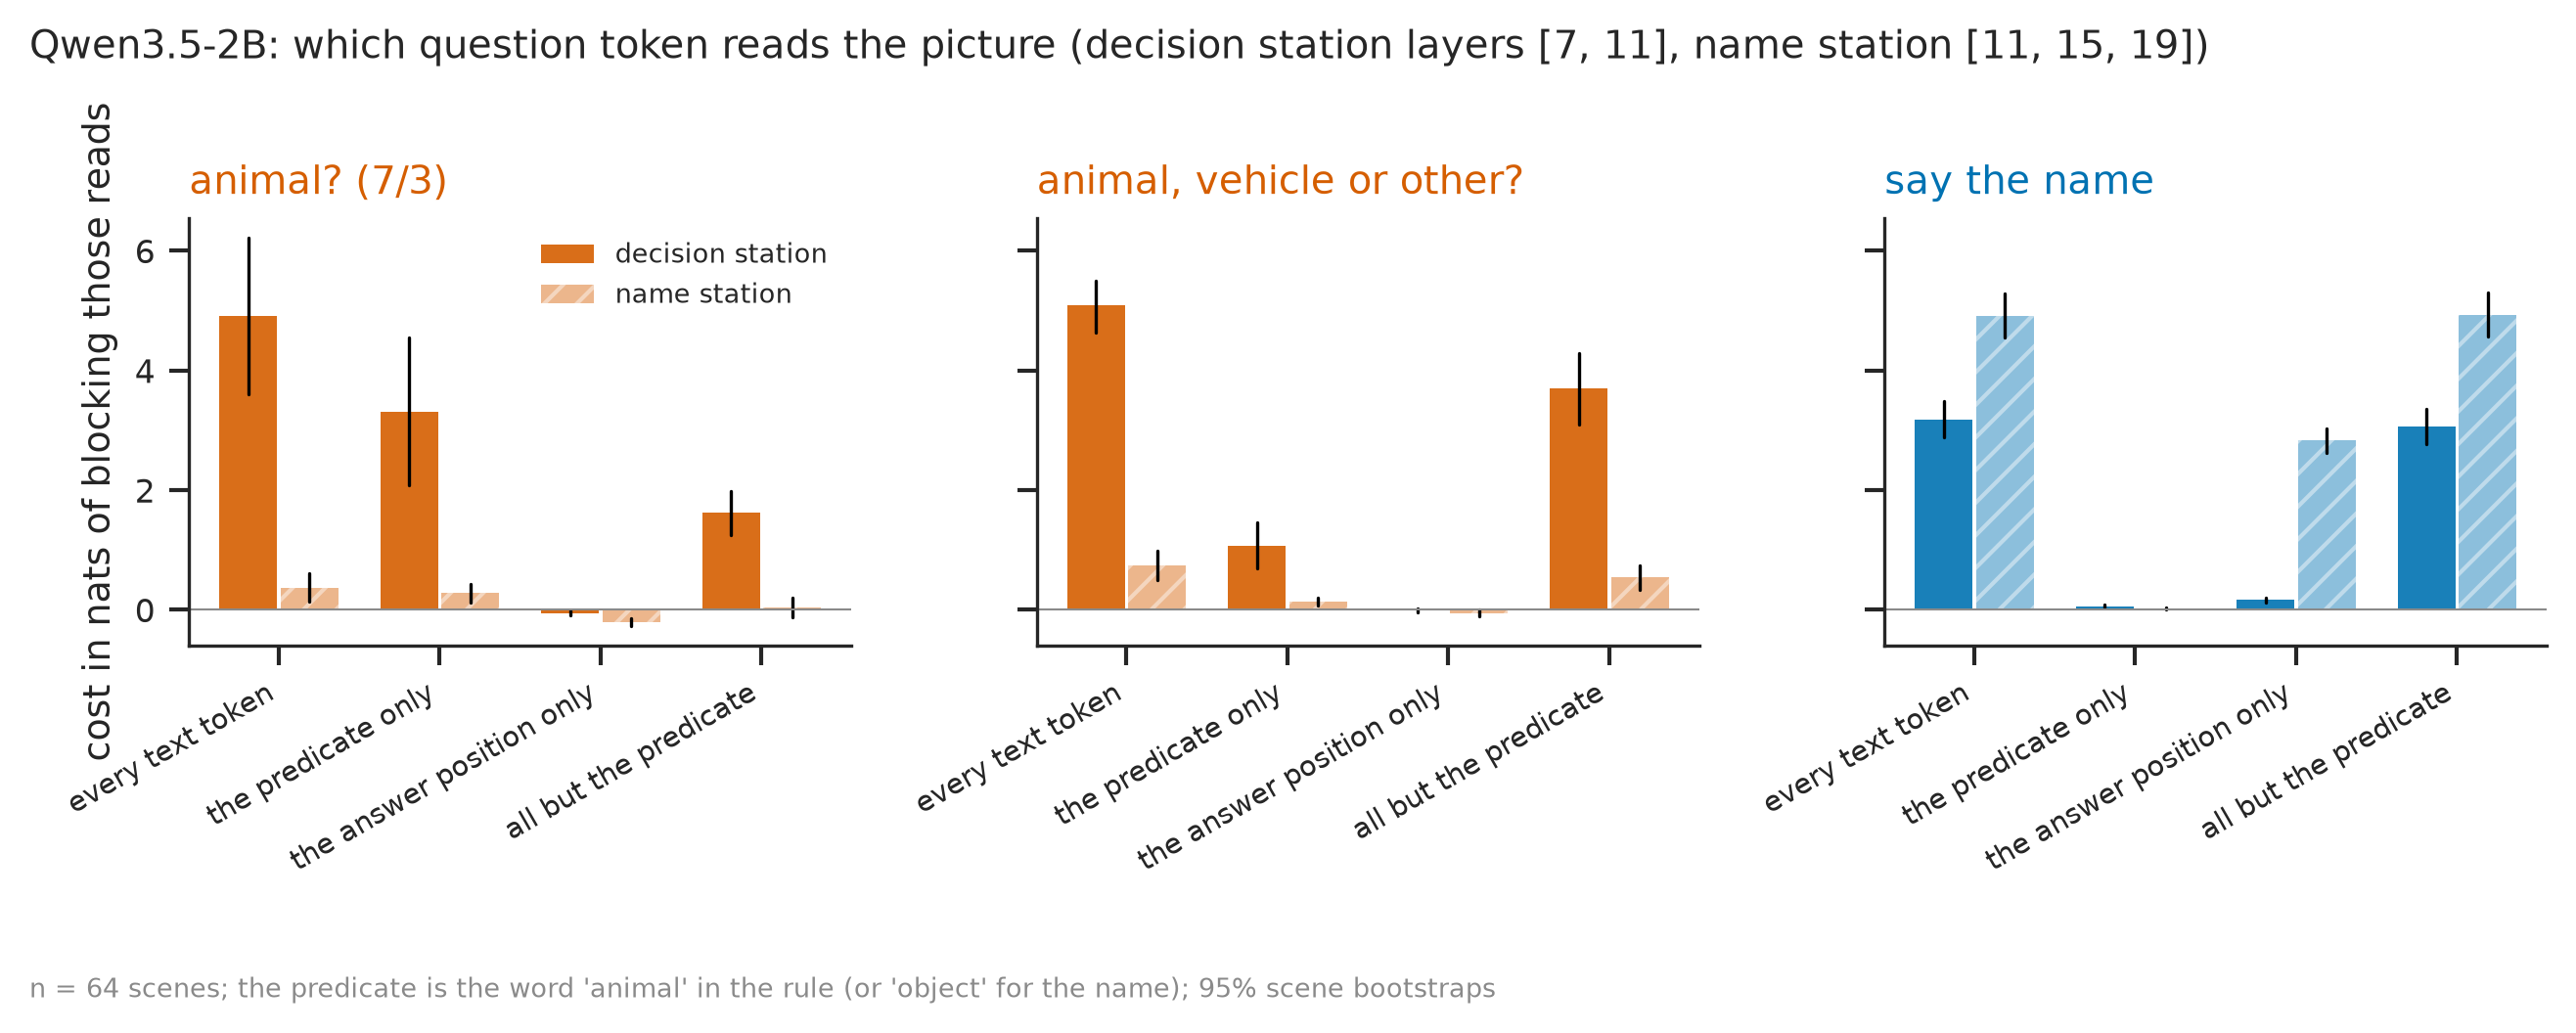 Qwen3.5-2B: which question token reads the picture (decision station layers [7, 11], name station [11, 15, 19])
cost in nats of blocking those reads
animal? (7/3)
animal, vehicle or other?
say the name
6
4
2
0
decision station
name station
every text token
the predicate only
the answer position only
all but the predicate
every text token
the predicate only
the answer position only
all but the predicate
every text token
the predicate only
the answer position only
all but the predicate
n = 64 scenes; the predicate is the word 'animal' in the rule (or 'object' for the name); 95% scene bootstraps